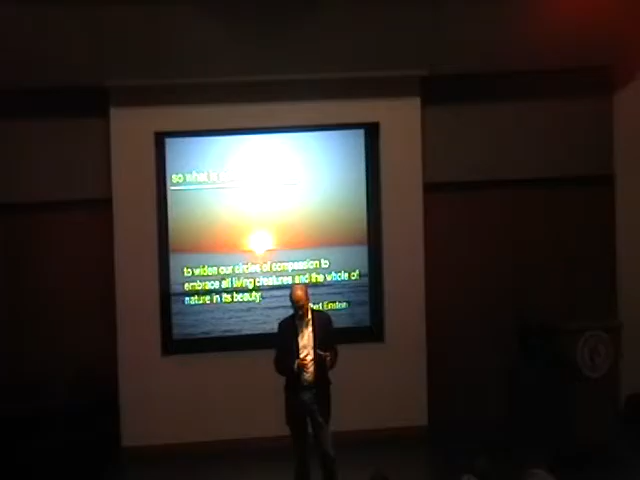 so what is
to widen our circles of compassion to
embrace all living creatures and the whole of
nature in its beauty.
Einstein